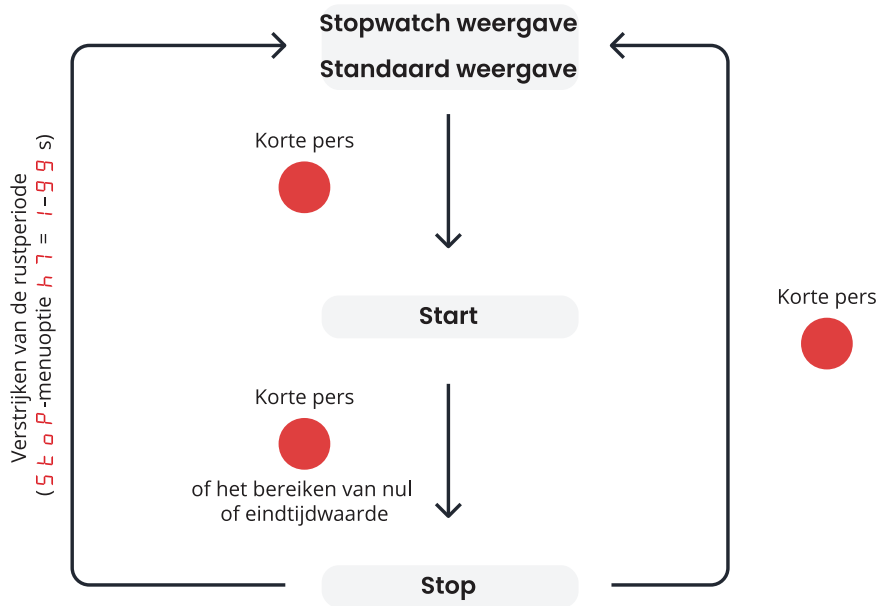 Stopwatch weergave
Standaard weergave
Korte pers
Start
Korte pers
of het bereiken van nul
of eindtijdwaarde
Stop
Verstrijken van de rustperiode
(StoP-menuoptie h7 = 1-99 s)
Korte pers